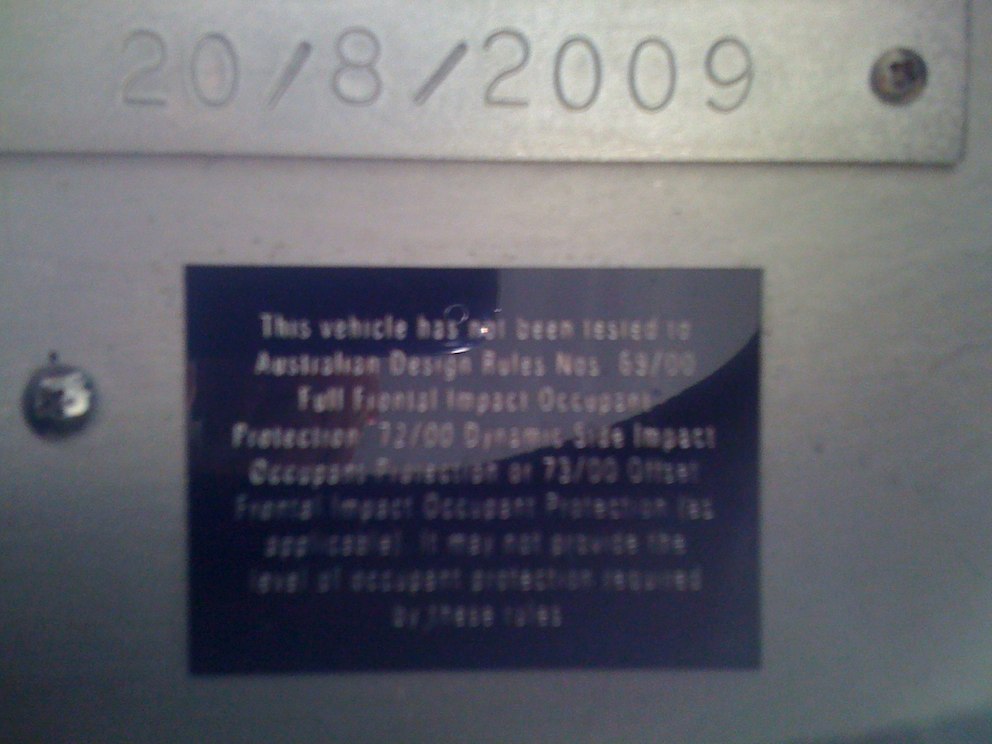 20/8/2009
This vehicle has not been tested to
Australian Design Rules Nos. 69/00
Full Frontal Impact Occupant
Protection 72/00 Dynamic Side Impact
Occupant Protection or 73/00 Offset
Frontal Impact Occupant Protection (as
applicable). It may not provide the
level of occupant protection required
by these rules